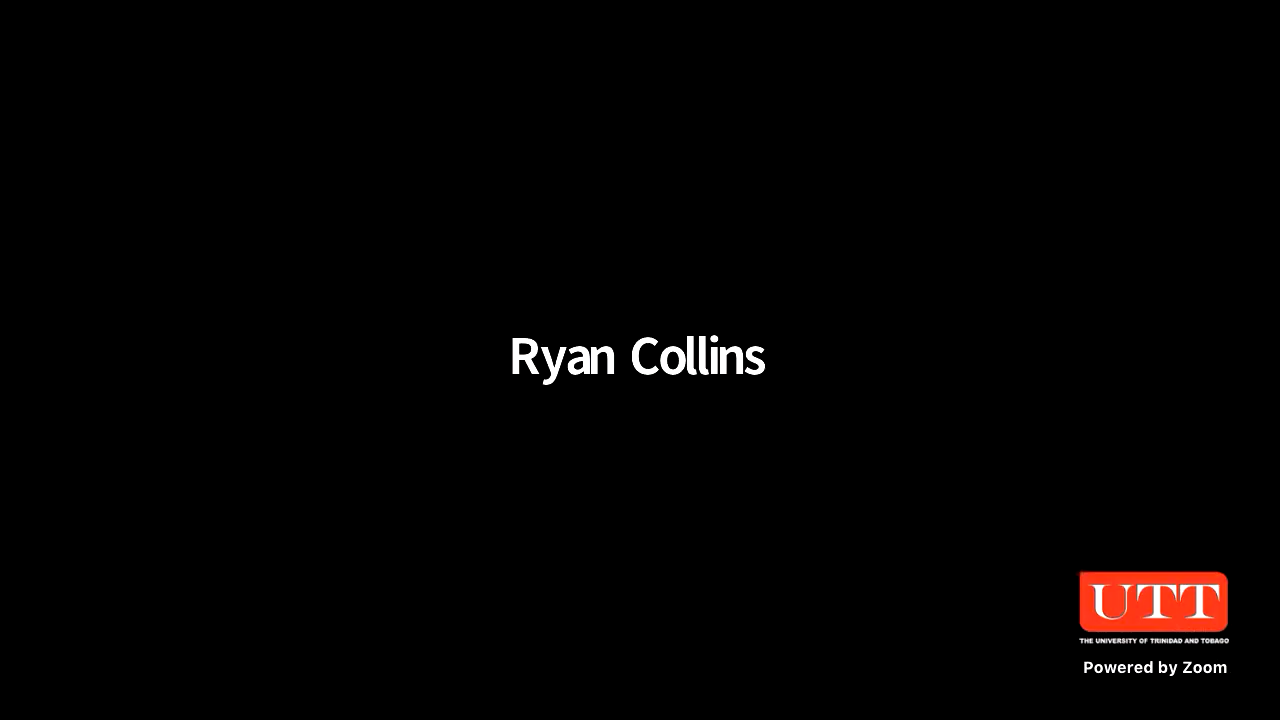 Ryan Collins
UTT
THE UNIVERSITY OF TRINIDAD AND TOBAGO
Powered by Zoom